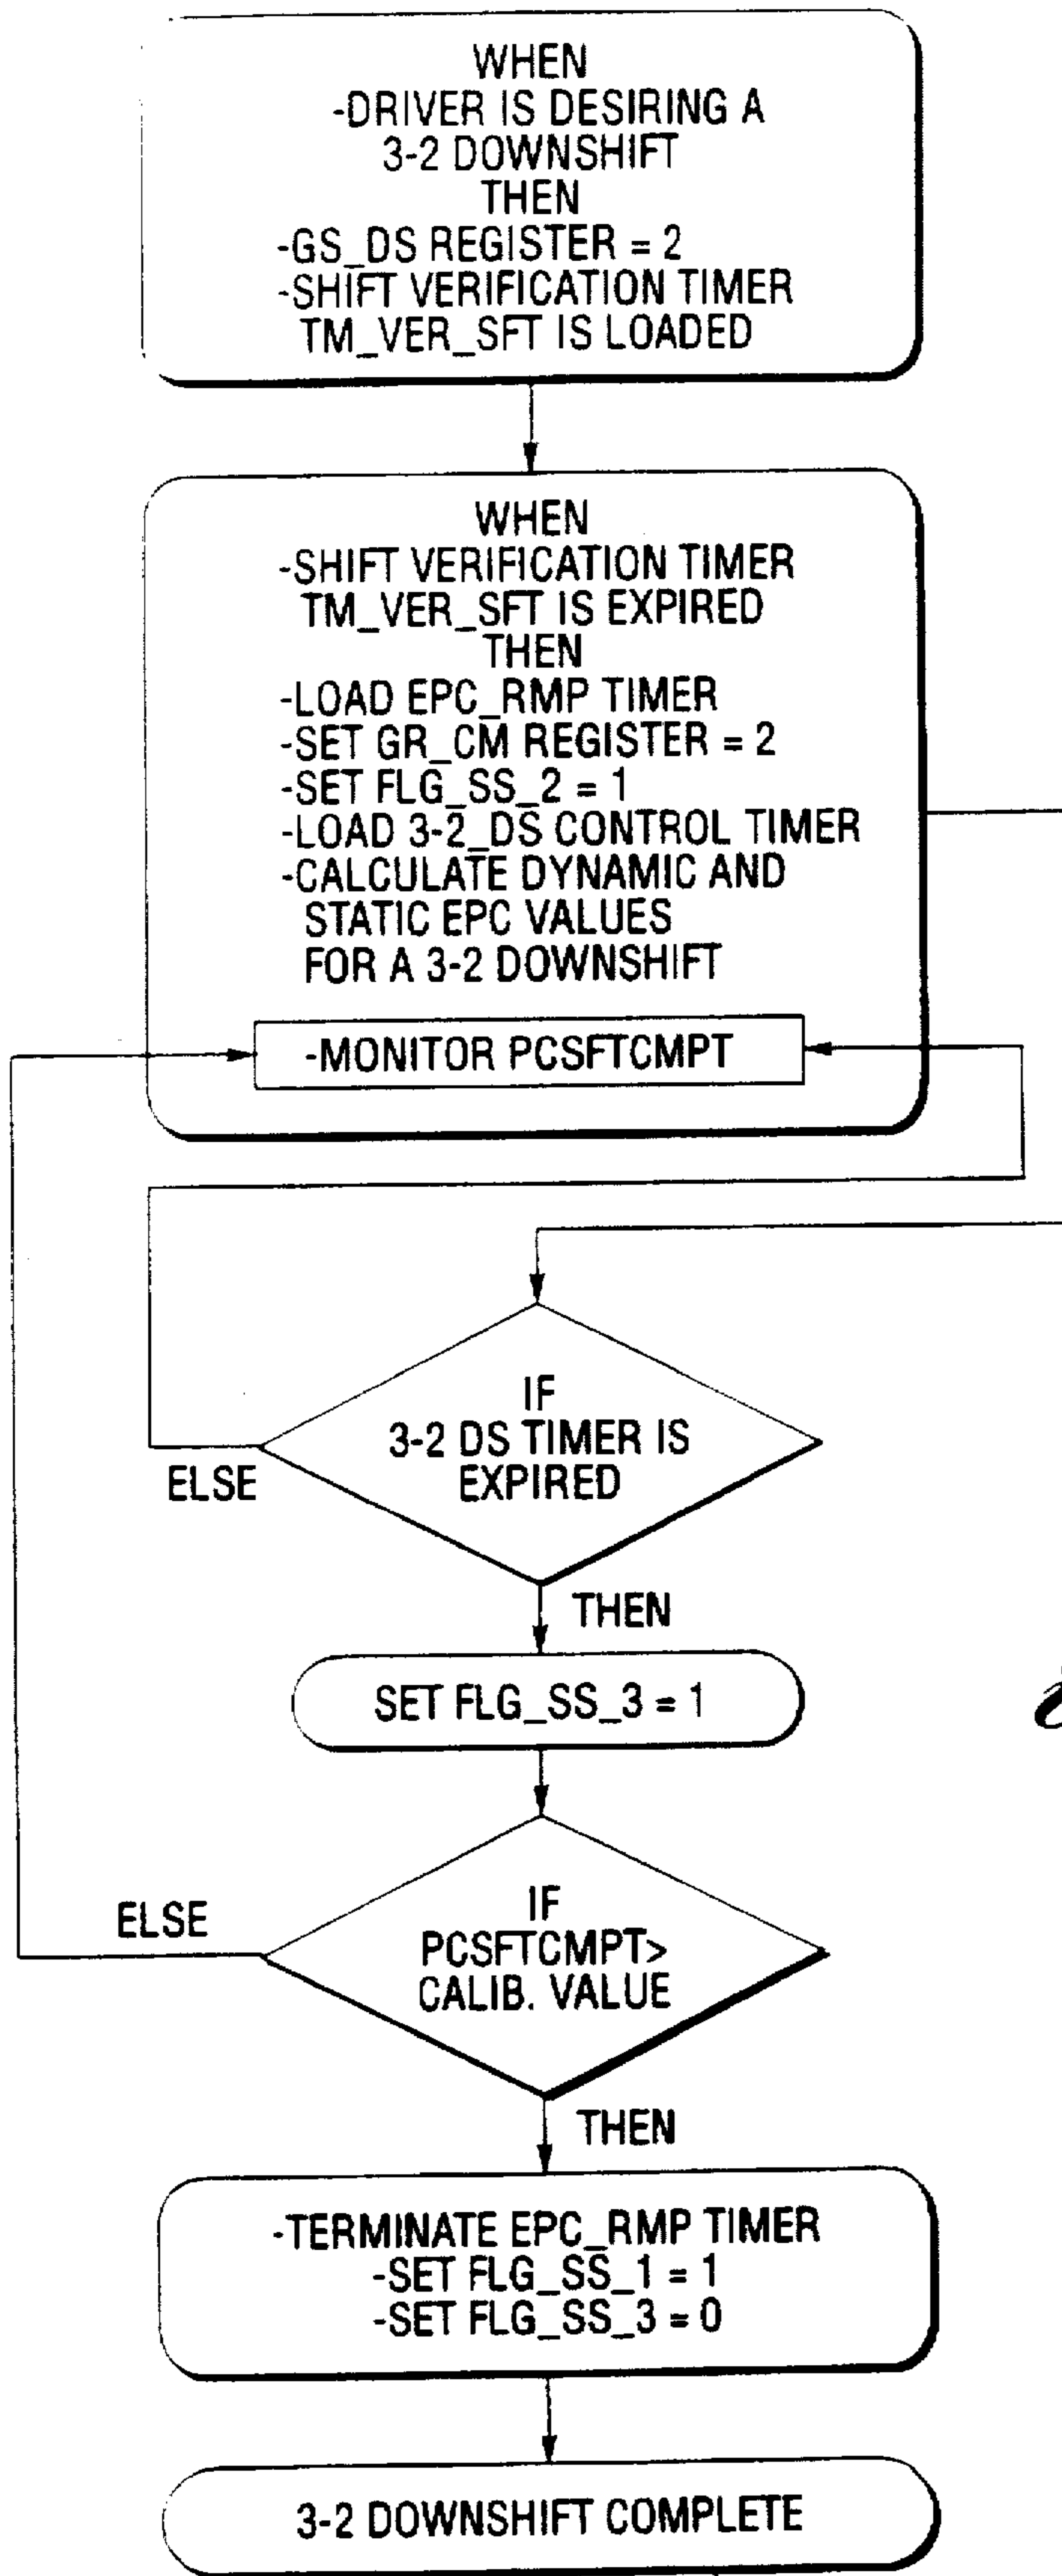 WHEN
-DRIVER IS DESIRING A
3-2 DOWNSHIFT
THEN
-GS_DS REGISTER = 2
-SHIFT VERIFICATION TIMER
TM_VER_SFT IS LOADED
WHEN
-SHIFT VERIFICATION TIMER
TM_VER_SFT IS EXPIRED
THEN
-LOAD EPC_RMP TIMER
-SET GR_CM REGISTER = 2
-SET FLG_SS_2 = 1
-LOAD 3-2_DS CONTROL TIMER
-CALCULATE DYNAMIC AND
STATIC EPC VALUES
FOR A 3-2 DOWNSHIFT
-MONITOR PCSFTCMPT
IF
3-2 DS TIMER IS
EXPIRED
ELSE
THEN
SET FLG_SS_3 = 1
IF
PCSFTCMPT>
CALIB. VALUE
ELSE
THEN
-TERMINATE EPC_RMP TIMER
-SET FLG_SS_1 = 1
-SET FLG_SS_3 = 0
3-2 DOWNSHIFT COMPLETE